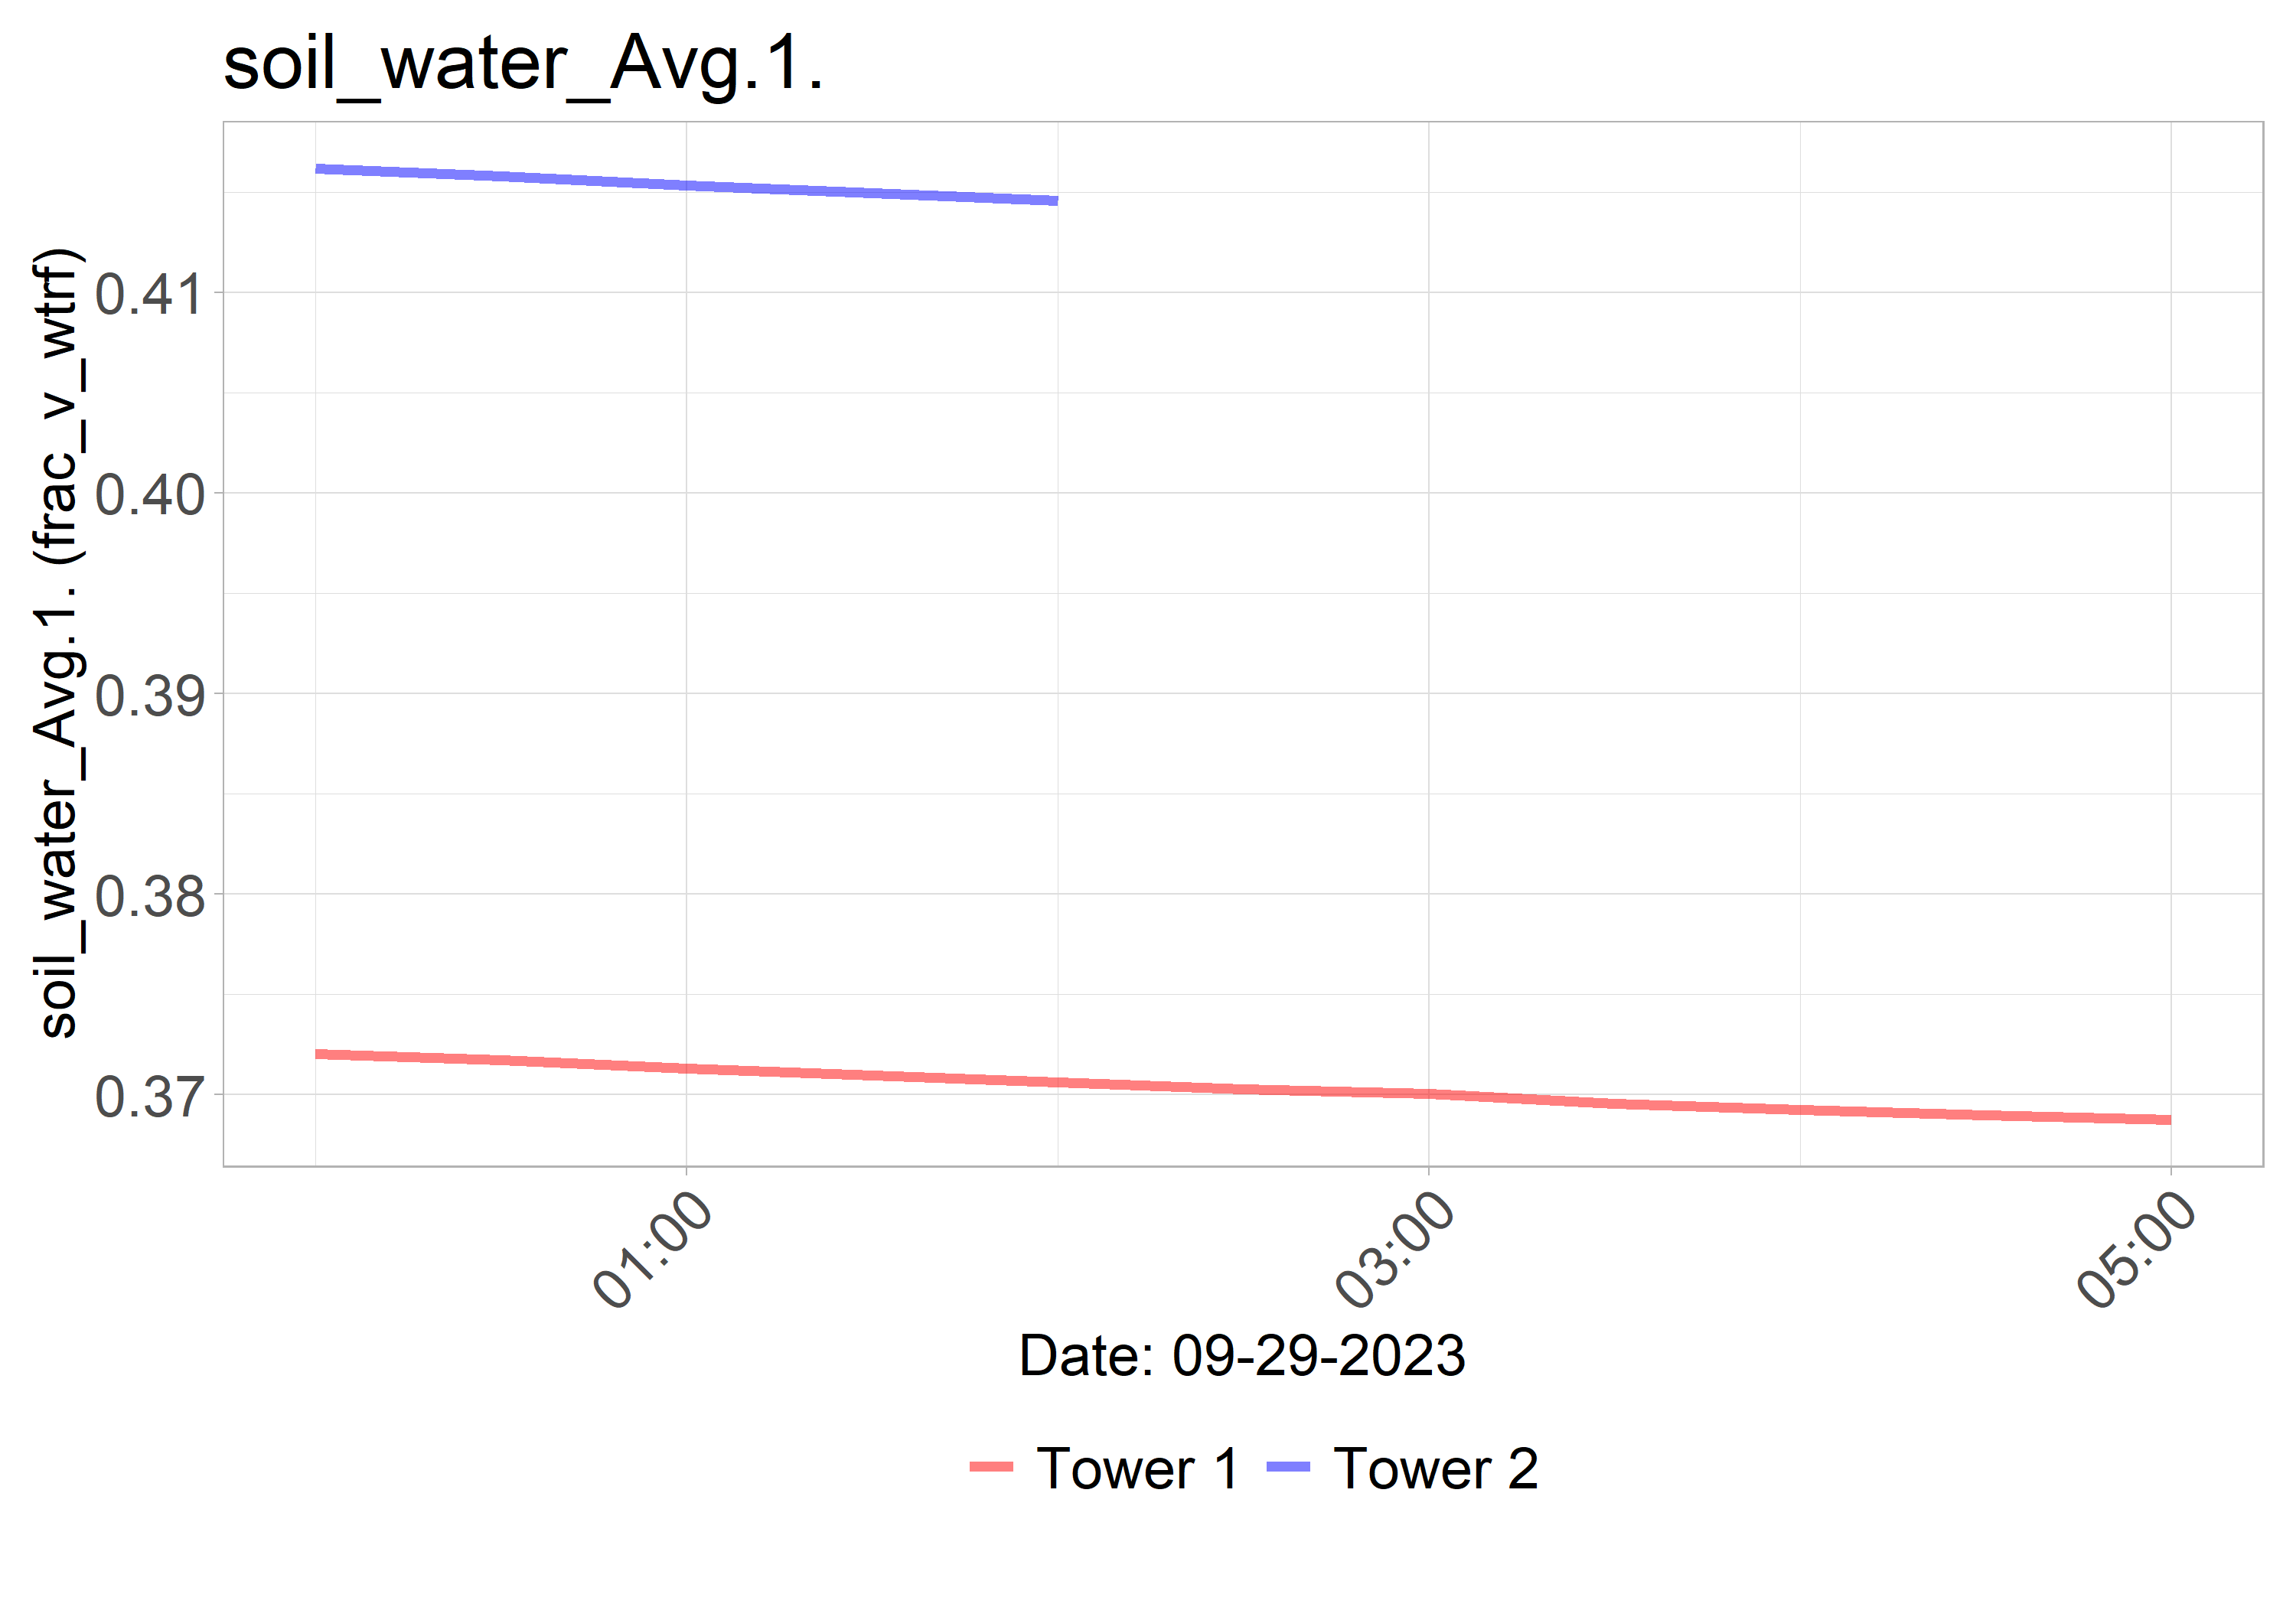 soil_water_Avg.1.
soil_water_Avg.1. (frac_v_wtrf)
0.41
0.40
0.39
0.38
0.37
01:00
03:00
05:00
Date: 09-29-2023
Tower 1
Tower 2